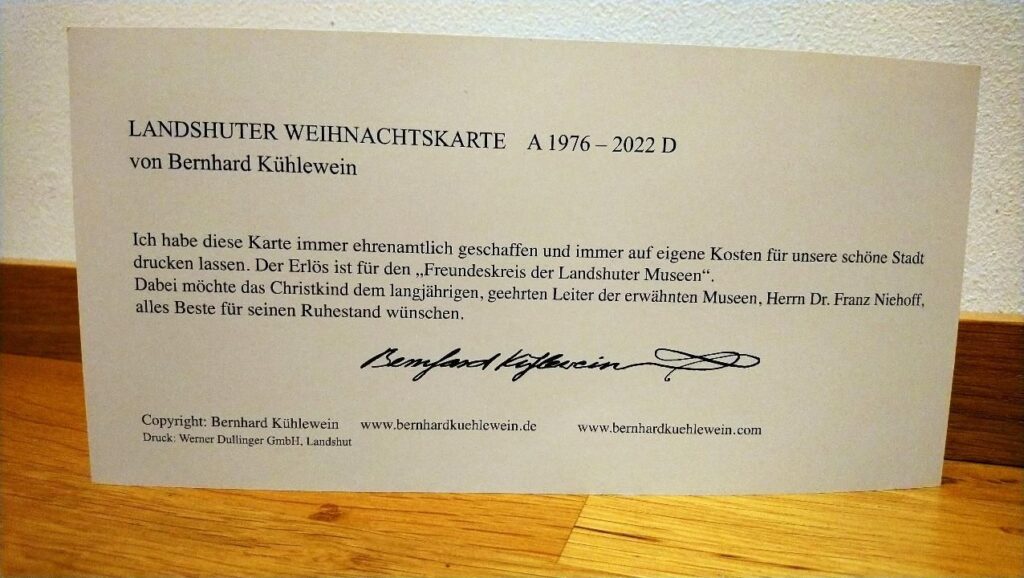 LANDSHUTER WEIHNACHTSKARTE A 1976 – 2022 D
von Bernhard Kühlewein
Ich habe diese Karte immer ehrenamtlich geschaffen und immer auf eigene Kosten für unsere schöne Stadt
drucken lassen. Der Erlös ist für den „Freundeskreis der Landshuter Museen“.
Dabei möchte das Christkind dem langjährigen, geehrten Leiter der erwähnten Museen, Herrn Dr. Franz Niehoff,
alles Beste für seinen Ruhestand wünschen.
Bernhard Kühlewein
Copyright: Bernhard Kühlewein www.bernhardkuehlewein.de www.bernhardkuehlewein.com
Druck: Werner Dullinger GmbH, Landshut